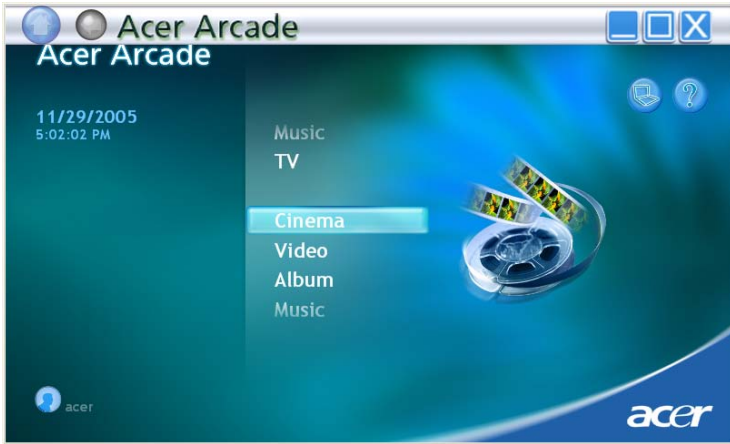 Acer Arcade
Acer Arcade
11/29/2005
5:02:02 PM
Music
TV
Cinema
Video
Album
Music
acer
acer